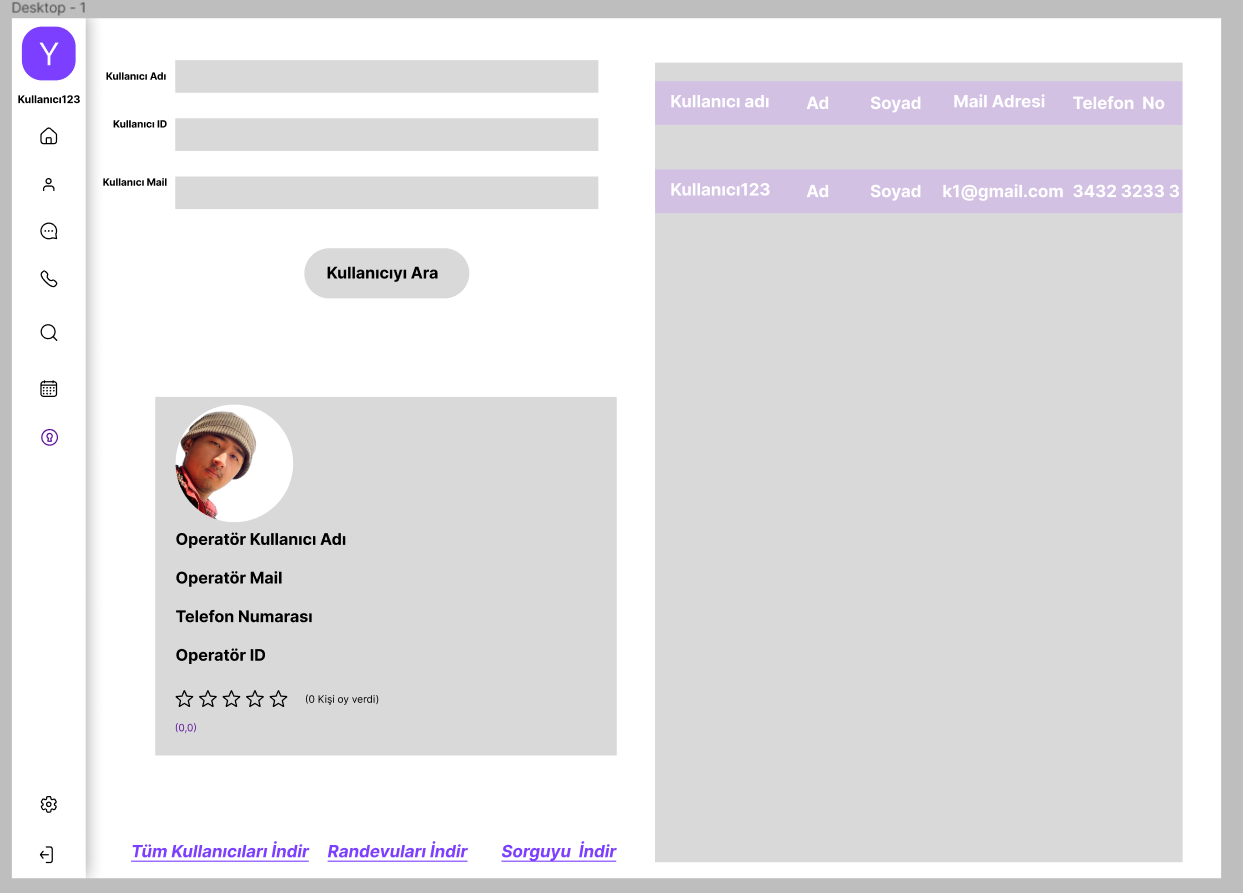 Desktop - 1
Y
Kullanıcı123
Kullanıcı Adı
Kullanıcı ID
Kullanıcı Mail
Kullanıcıyı Ara
Operatör Kullanıcı Adı
Operatör Mail
Telefon Numarası
Operatör ID
(0 Kişi oy verdi)
(0,0)
Tüm Kullanıcıları İndir Randevuları İndir Sorguyu İndir
Kullanıcı adı Ad Soyad Mail Adresi Telefon No
Kullanıcı123 Ad Soyad k1@gmail.com 3432 3233 3